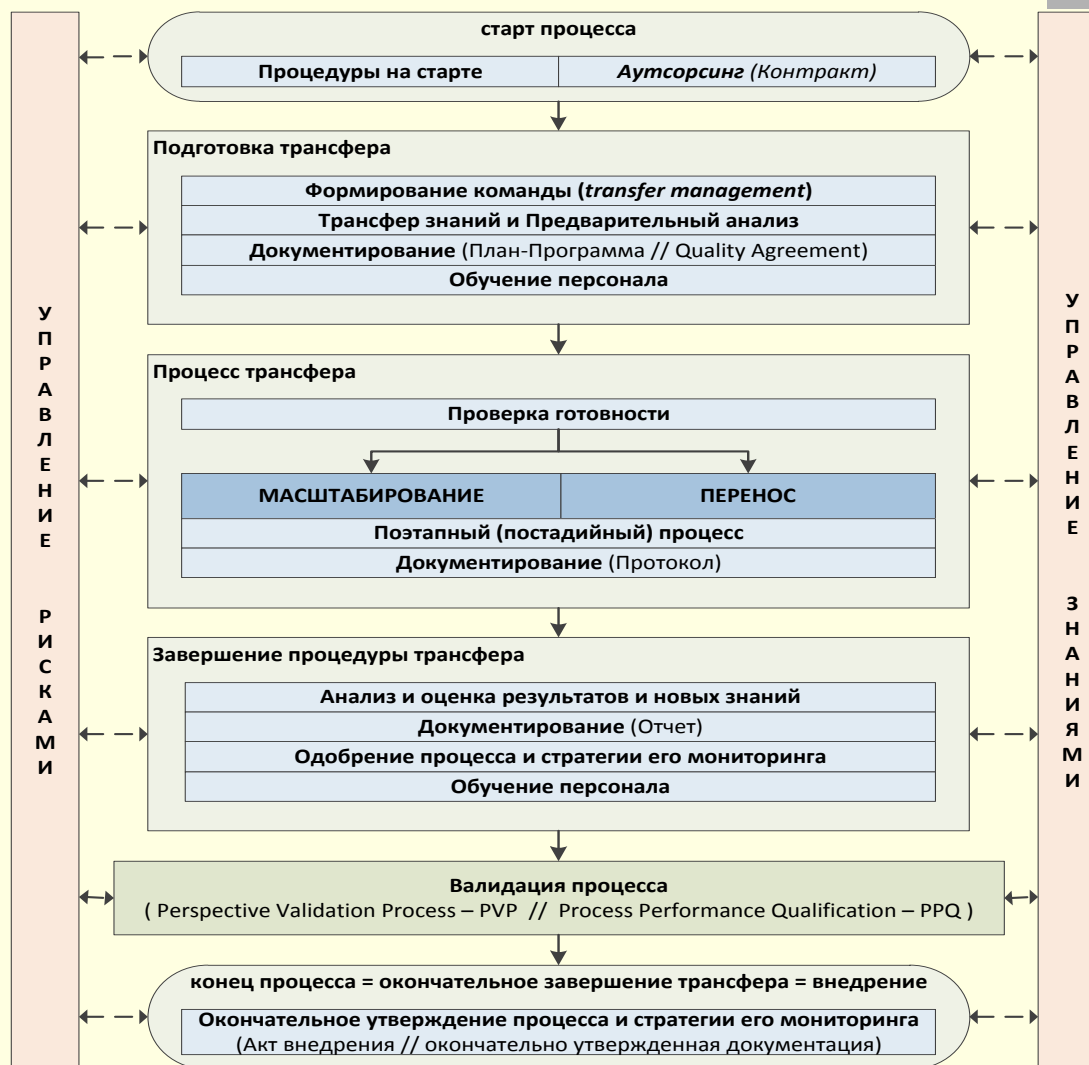 старт процесса
Процедуры на старте
Аутсорсинг (Контракт)
Подготовка трансфера
Формирование команды (transfer management)
Трансфер знаний и Предварительный анализ
Документирование (План-Программа // Quality Agreement)
Обучение персонала
Процесс трансфера
Проверка готовности
МАСШТАБИРОВАНИЕ
ПЕРЕНОС
Поэтапный (постадийный) процесс
Документирование (Протокол)
Завершение процедуры трансфера
Анализ и оценка результатов и новых знаний
Документирование (Отчет)
Одобрение процесса и стратегии его мониторинга
Обучение персонала
Валидация процесса
( Perspective Validation Process – PVP // Process Performance Qualification – PPQ )
конец процесса = окончательное завершение трансфера = внедрение
Окончательное утверждение процесса и стратегии его мониторинга
(Акт внедрения // окончательно утвержденная документация)
УПРАВЛЕНИЕ РИСКАМИ
УПРАВЛЕНИЕ ЗНАНИЯМИ